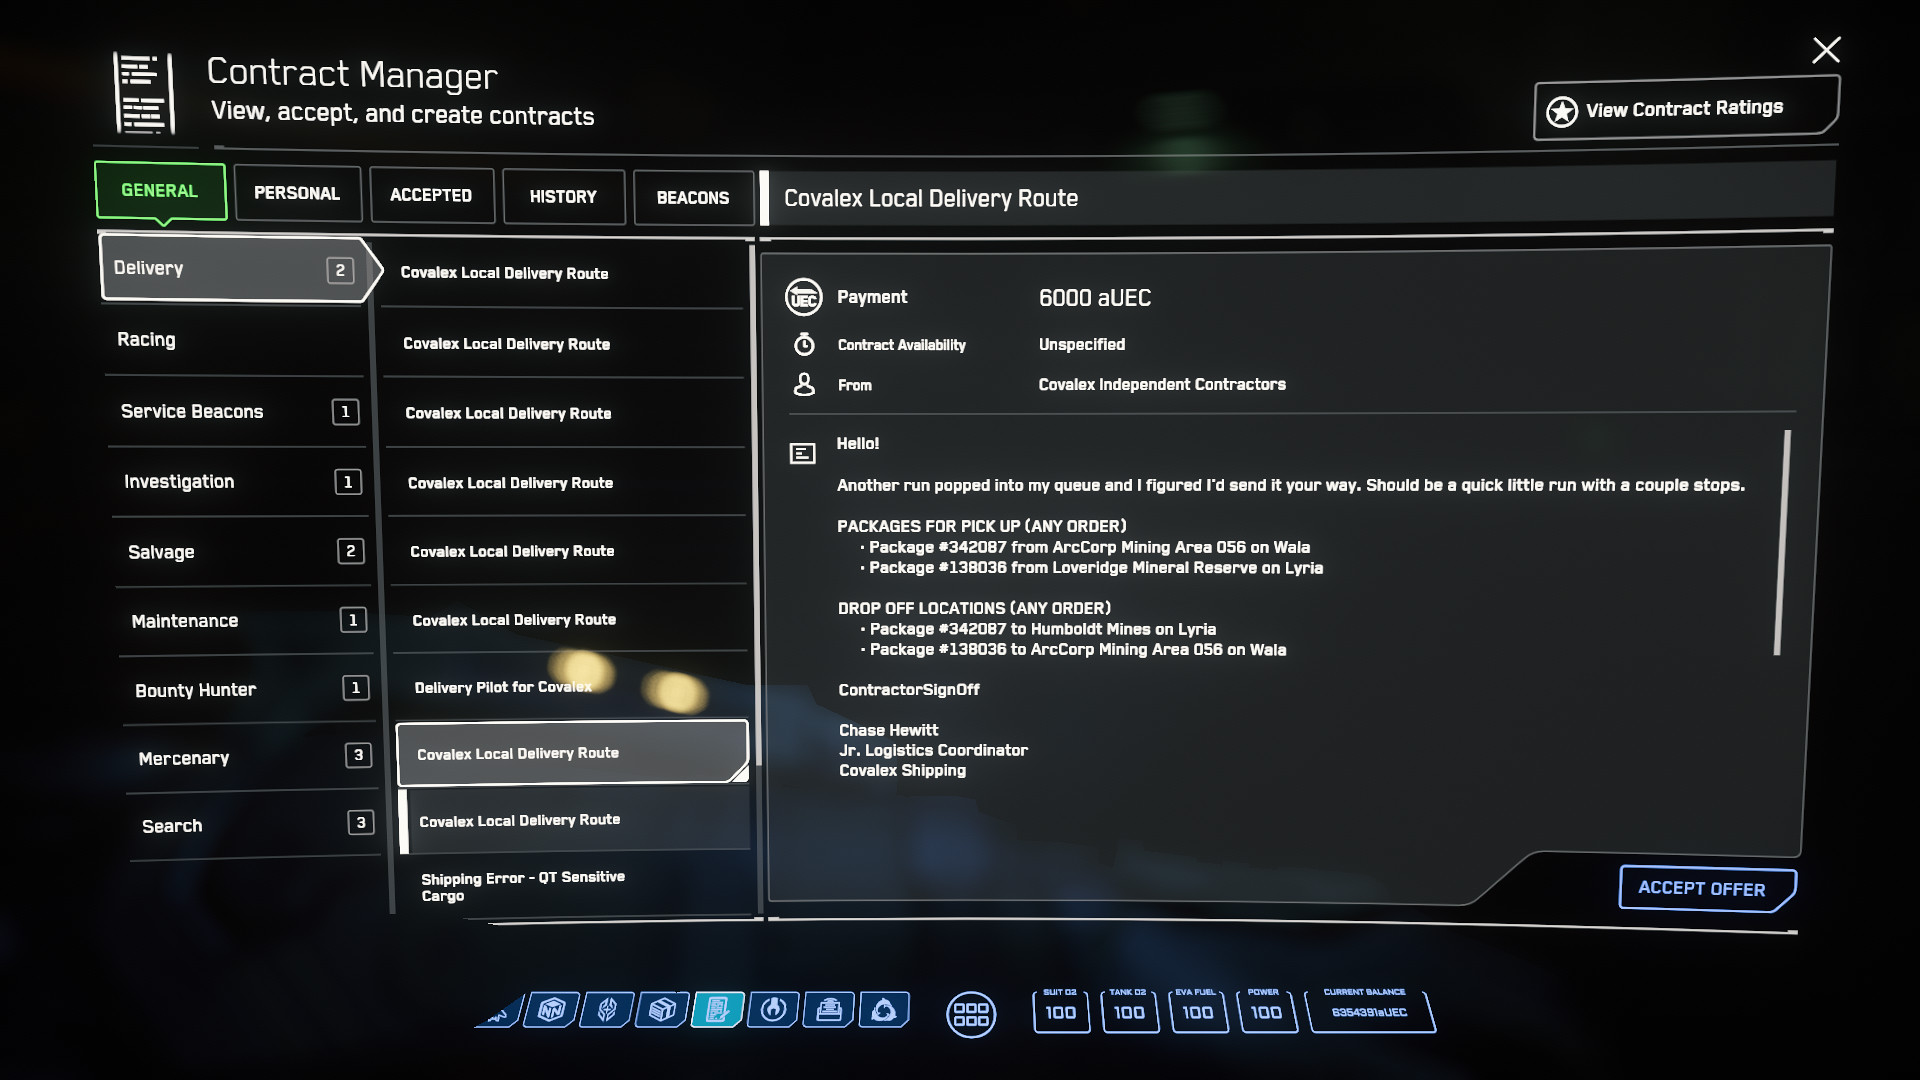 Contract Manager
View, accept, and create contracts
View Contract Ratings
GENERAL
PERSONAL
ACCEPTED
HISTORY
BEACONS
Covalex Local Delivery Route
Delivery 2
Racing
Service Beacons 1
Investigation 1
Salvage 2
Maintenance 1
Bounty Hunter 1
Mercenary 3
Search 3
Covalex Local Delivery Route
Covalex Local Delivery Route
Covalex Local Delivery Route
Covalex Local Delivery Route
Covalex Local Delivery Route
Covalex Local Delivery Route
Delivery Pilot for Covalex
Covalex Local Delivery Route
Covalex Local Delivery Route
Shipping Error - QT Sensitive
Cargo
UEC Payment 6000 aUEC
Contract Availability Unspecified
From Covalex Independent Contractors
Hello!
Another run popped into my queue and I figured I'd send it your way. Should be a quick little run with a couple stops.
PACKAGES FOR PICK UP (ANY ORDER)
· Package #342087 from ArcCorp Mining Area 056 on Wala
· Package #138036 from Loveridge Mineral Reserve on Lyria
DROP OFF LOCATIONS (ANY ORDER)
· Package #342087 to Humboldt Mines on Lyria
· Package #138036 to ArcCorp Mining Area 056 on Wala
ContractorSignOff
Chase Hewitt
Jr. Logistics Coordinator
Covalex Shipping
ACCEPT OFFER
SUIT O2 100
TANK O2 100
EVA FUEL 100
POWER 100
CURRENT BALANCE
6354391aUEC